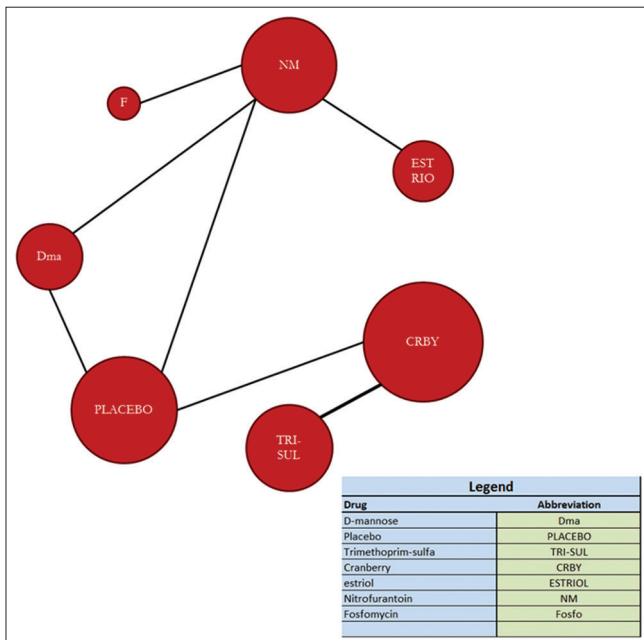 NM
F
EST
RIO
Dma
CRBY
PLACEBO
TRI-
SUL
Legend
Drug Abbreviation
D-mannose Dma
Placebo PLACEBO
Trimethoprim-sulfa TRI-SUL
Cranberry CRBY
estriol ESTRIOL
Nitrofurantoin NM
Fosfomycin Fosfo